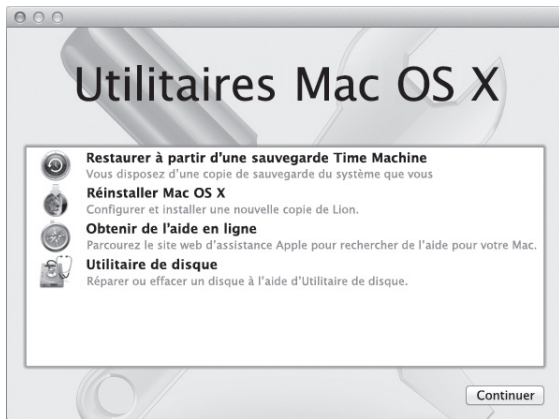 Utilitaires Mac OS X
Restaurer à partir d'une sauvegarde Time Machine
Vous disposez d'une copie de sauvegarde du système que vous
Réinstaller Mac OS X
Configurer et installer une nouvelle copie de Lion.
Obtenir de l'aide en ligne
Parcourez le site web d'assistance Apple pour rechercher de l'aide pour votre Mac.
Utilitaire de disque
Réparer ou effacer un disque à l'aide d'Utilitaire de disque.
Continuer